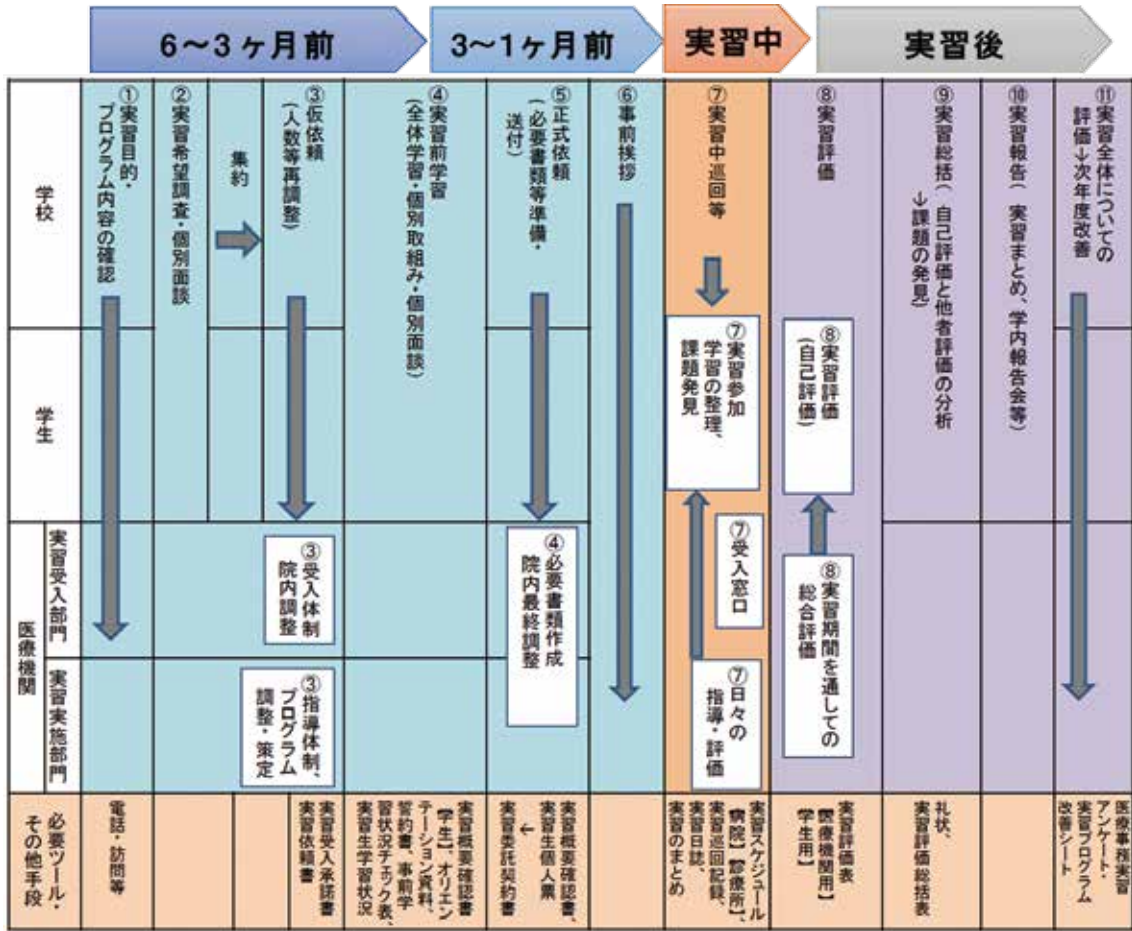 6～3ヶ月前
3～1ヶ月前
実習中
実習後
学校
①実習目的・
プログラム内容の確認
②実習希望調査・個別面談
集約
③仮依頼
(人数等再調整)
④実習前学習
(全体学習・個別取組み・個別面談)
⑤正式依頼
(必要書類等準備・
送付)
⑥事前挨拶
⑦実習中巡回等
⑧実習評価
⑨実習総括(自己評価と他者評価の分析
→課題の発見)
⑩実習報告(実習まとめ、学内報告会等)
⑪実習全体についての
評価→次年度改善
学生
⑦実習参加
学習の整理、
課題発見
⑧実習評価
(自己評価)
医療機関
実習受入部門
③受入体制
院内調整
④必要書類作成
院内最終調整
⑦受入窓口
⑧実習期間を通しての
総合評価
実習実施部門
③指導体制、
プログラム
調整・策定
⑦日々の
指導・評価
必要ツール・
その他手段
電話・訪問等
実習受入承諾書
実習依頼書
実習概要確認書
【学生】、オリエン
テーション資料、
誓約書、事前学
習状況チェック表、
実習生学習状況
実習概要確認書、
実習生個人票
↓
実習委託契約書
実習スケジュール
【病院】【診療所】、
実習巡回記録、
実習日誌、
実習のまとめ
実習評価表
【医療機関用】
【学生用】
礼状、
実習評価総括表
医療事務実習
アンケート・
実習プログラム
改善シート